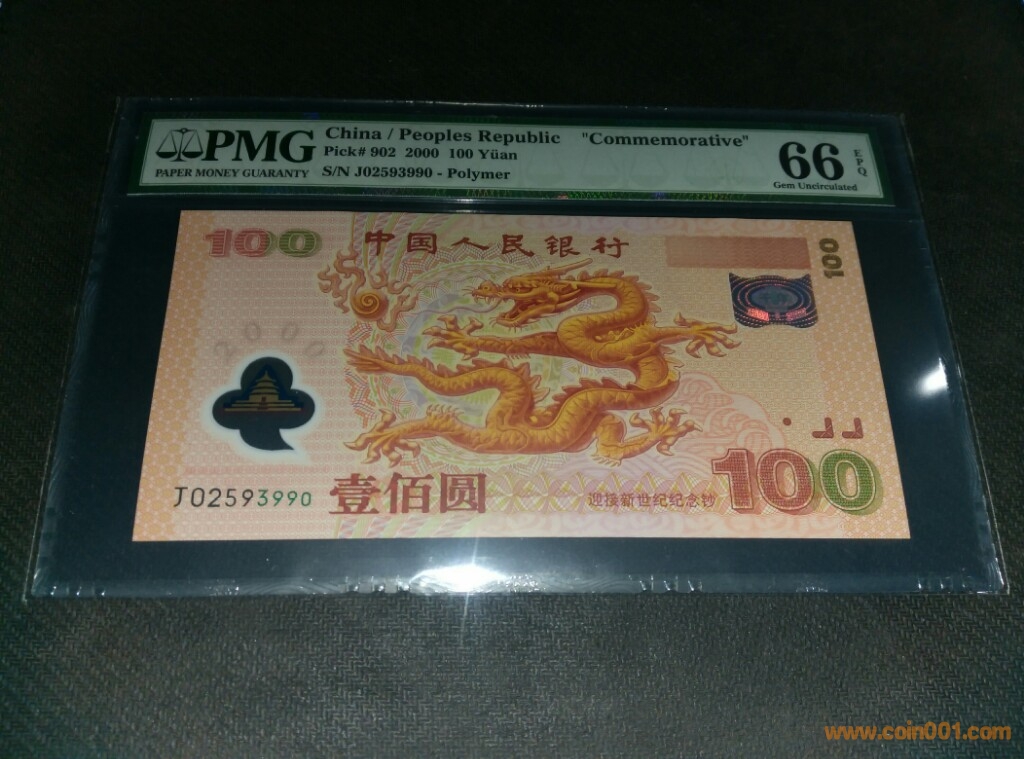 PMG
PAPER MONEY GUARANTY
China / Peoples Republic "Commemorative"
Pick# 902 2000 100 Yüan
S/N J02593990 - Polymer
66 EPQ
Gem Uncirculated
100 中国人民银行
100
2000
J02593990 壹佰圆
迎接新世纪纪念钞 100
www.coin001.com